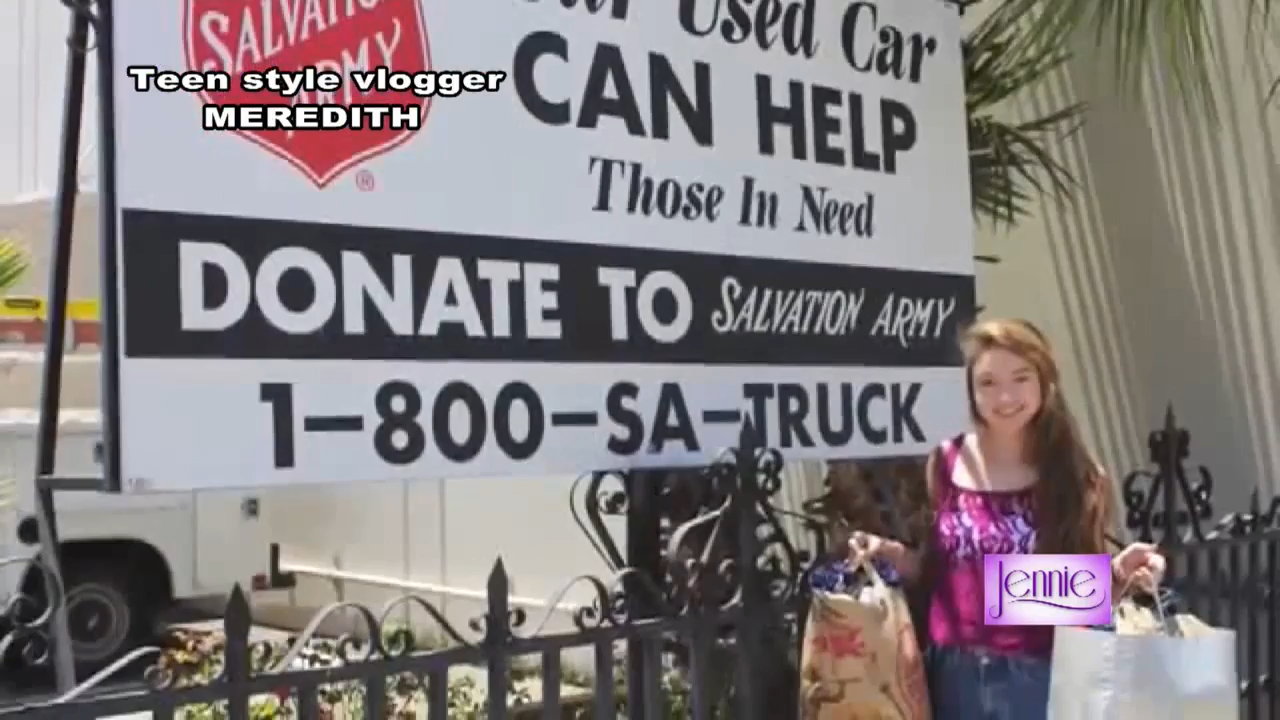 SALVATION
ARMY
®
Teen style vlogger
MEREDITH
Your Used Car
CAN HELP
Those In Need
DONATE TO SALVATION ARMY
1-800-SA-TRUCK
Jennie